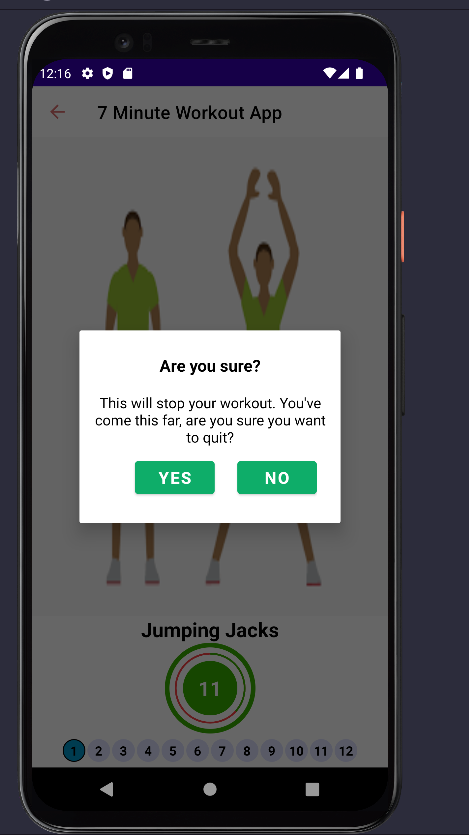 12:16
7 Minute Workout App
Are you sure?
This will stop your workout. You've
come this far, are you sure you want
to quit?
YES NO
Jumping Jacks
11
1 2 3 4 5 6 7 8 9 10 11 12